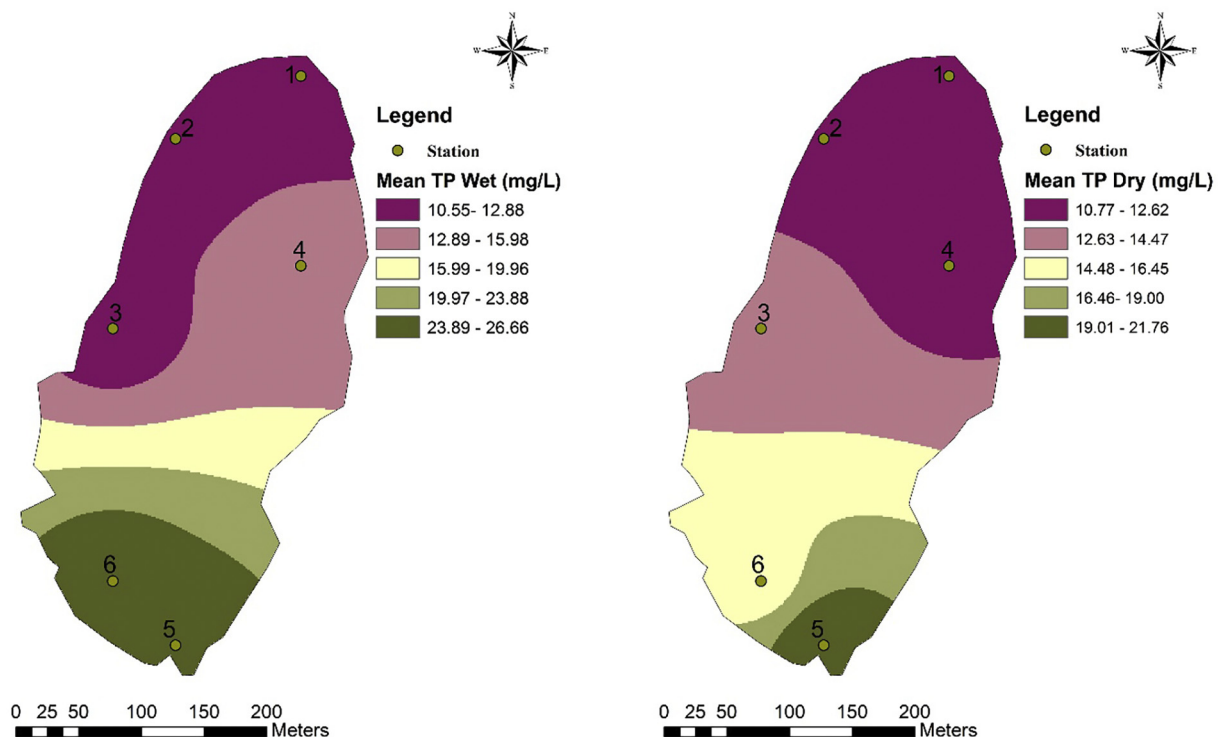 N
W
E
S
1
2
3
4
5
6
Legend
Station
Mean TP Wet (mg/L)
10.55- 12.88
12.89 - 15.98
15.99 - 19.96
19.97 - 23.88
23.89 - 26.66
0 25 50 100 150 200
Meters
N
W
E
S
1
2
3
4
5
6
Legend
Station
Mean TP Dry (mg/L)
10.77 - 12.62
12.63 - 14.47
14.48 - 16.45
16.46- 19.00
19.01 - 21.76
0 25 50 100 150 200
Meters